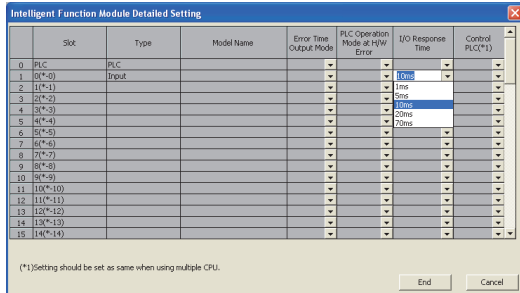 Intelligent Function Module Detailed Setting
Slot Type Model Name Error Time Output Mode PLC Operation Mode at H/W Error I/O Response Time Control PLC(*1)
0 PLC PLC
1 0(*-0) Input 10ms
2 1(*-1) 1ms
3 2(*-2) 5ms
4 3(*-3) 10ms
5 4(*-4) 20ms
6 5(*-5) 70ms
7 6(*-6)
8 7(*-7)
9 8(*-8)
10 9(*-9)
11 10(*-10)
12 11(*-11)
13 12(*-12)
14 13(*-13)
15 14(*-14)
(*1)Setting should be set as same when using multiple CPU.
End Cancel